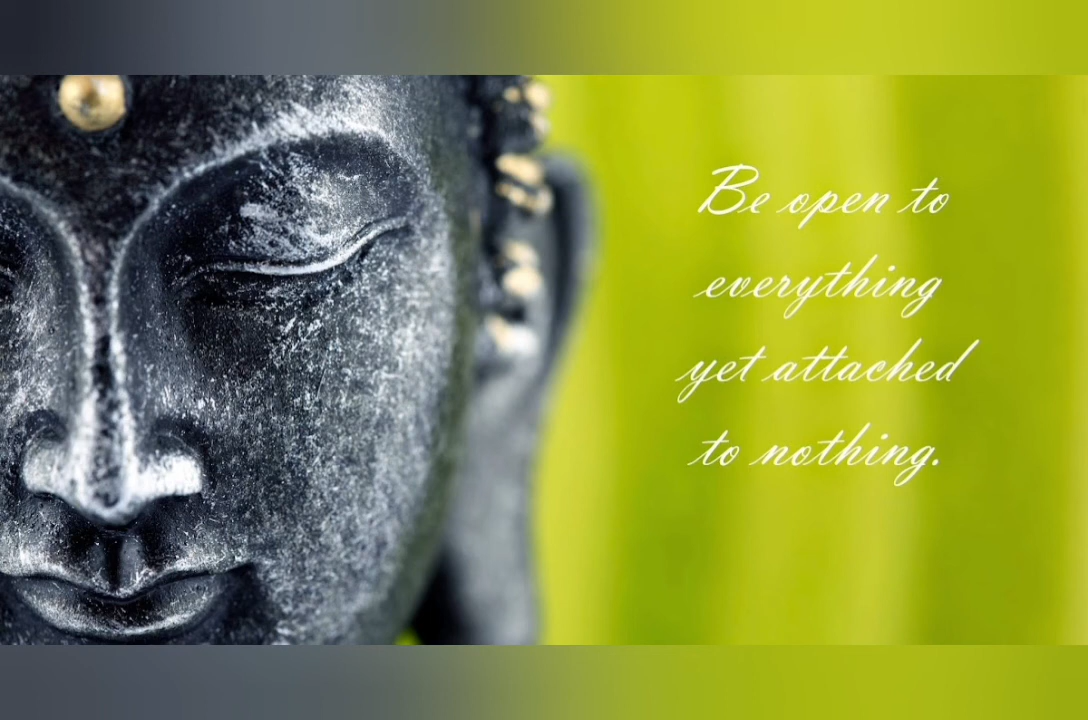 Be open to
everything
yet attached
to nothing.